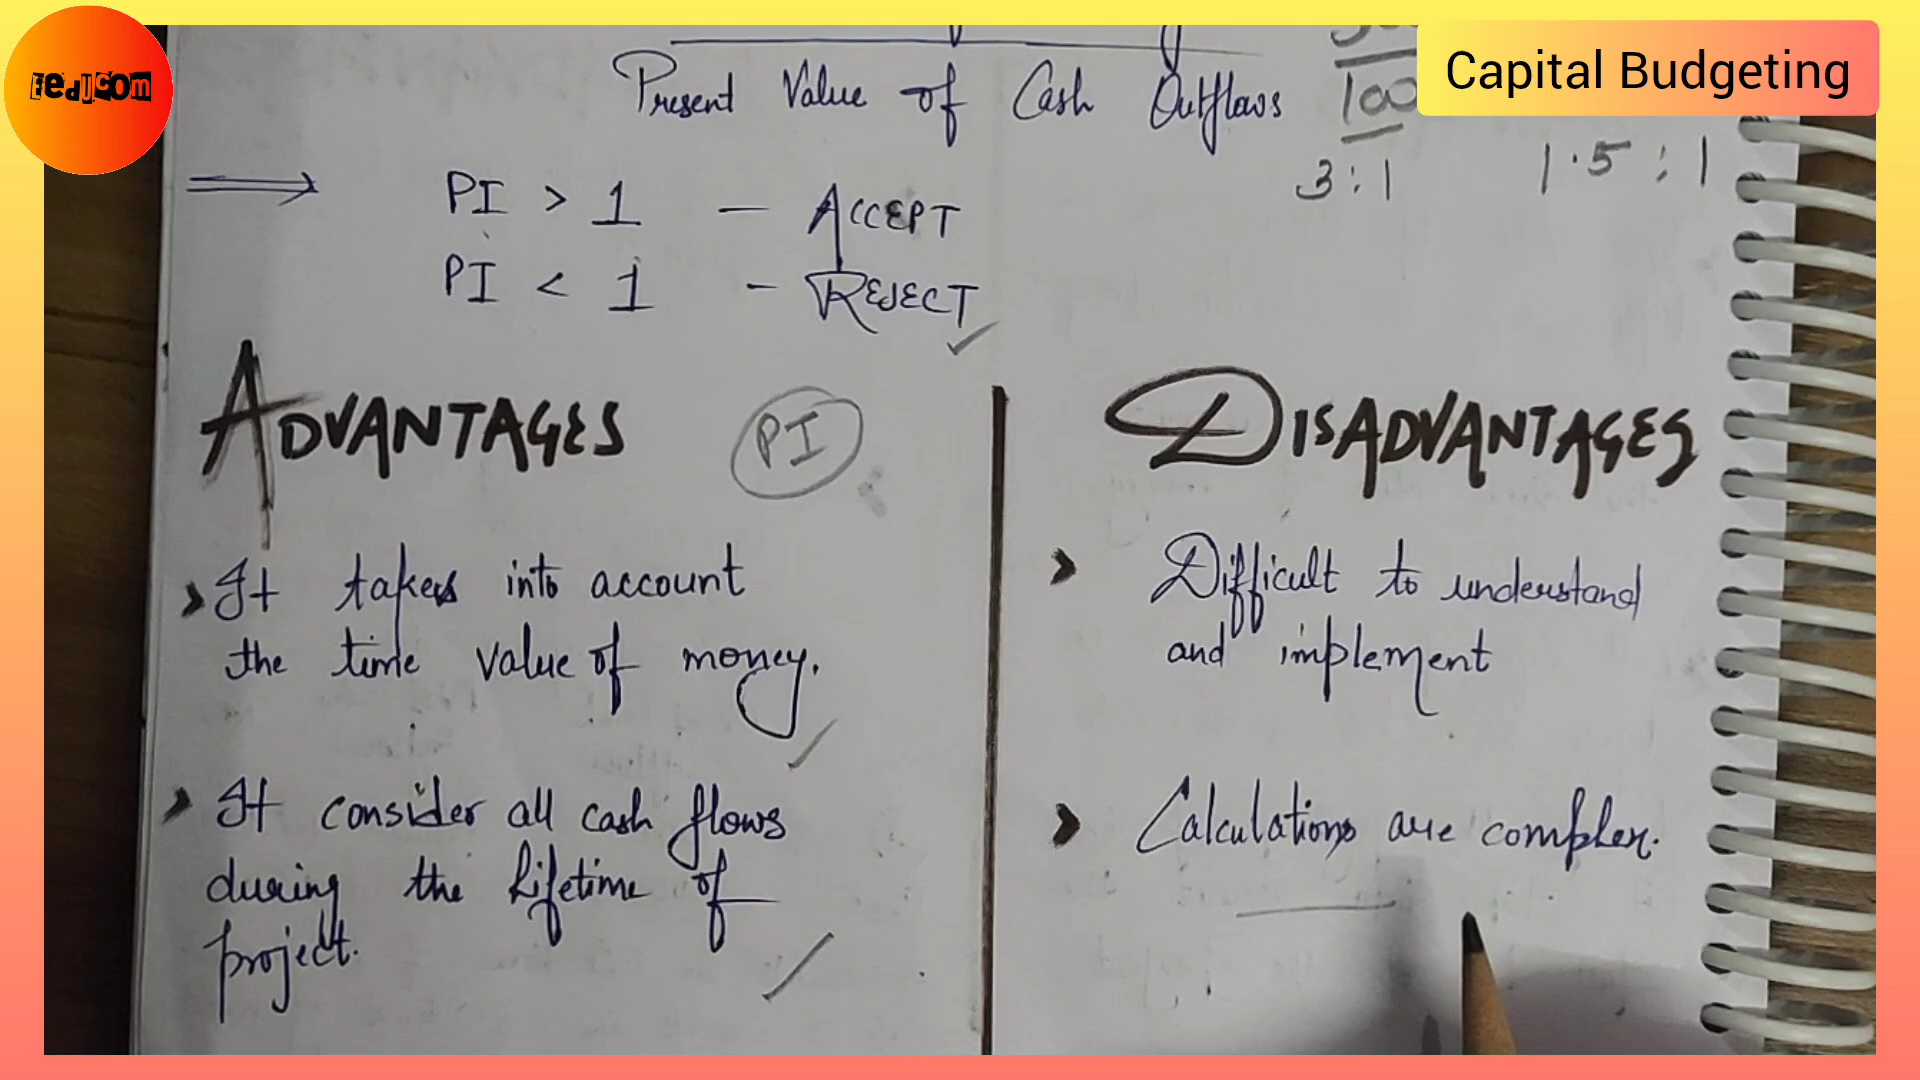 EeduCom
Capital Budgeting
Present Value of Cash Outflows
100
3:1
1.5:1
PI > 1 - ACCEPT
PI < 1 - REJECT
ADVANTAGES
PI
DISADVANTAGES
It takes into account
the time value of money.
It consider all cash flows
during the lifetime of
project.
Difficult to understand
and implement
Calculations are complex.